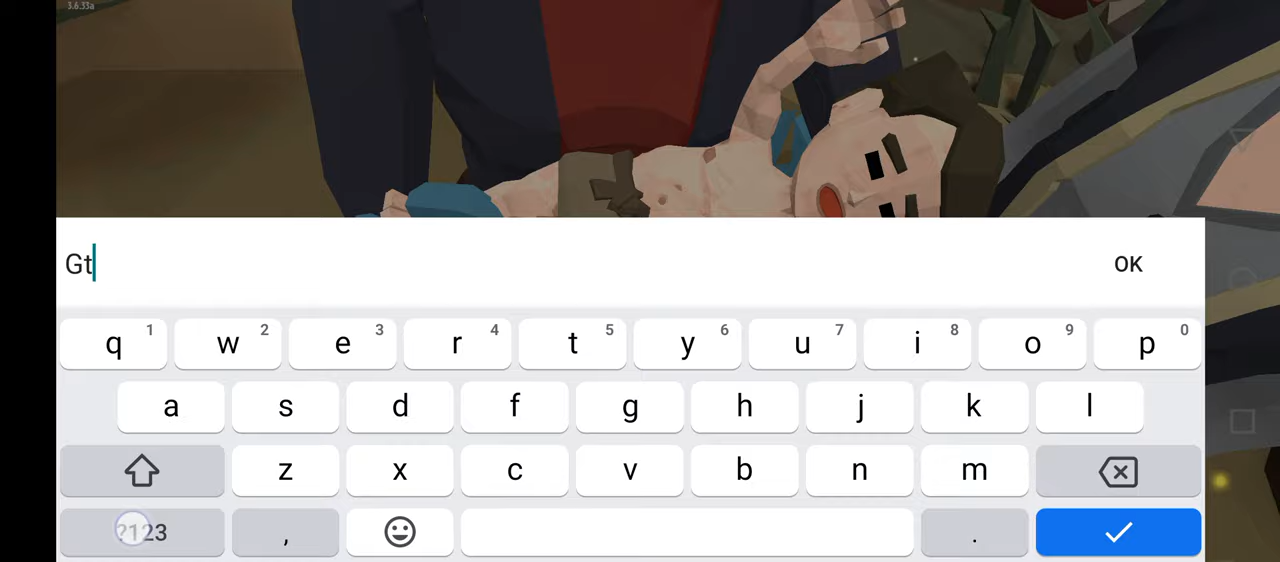 3.6.33a
Gt
OK
q 1 w 2 e 3 r 4 t 5 y 6 u 7 i 8 o 9 p 0
a s d f g h j k l
z x c v b n m
?123 , .